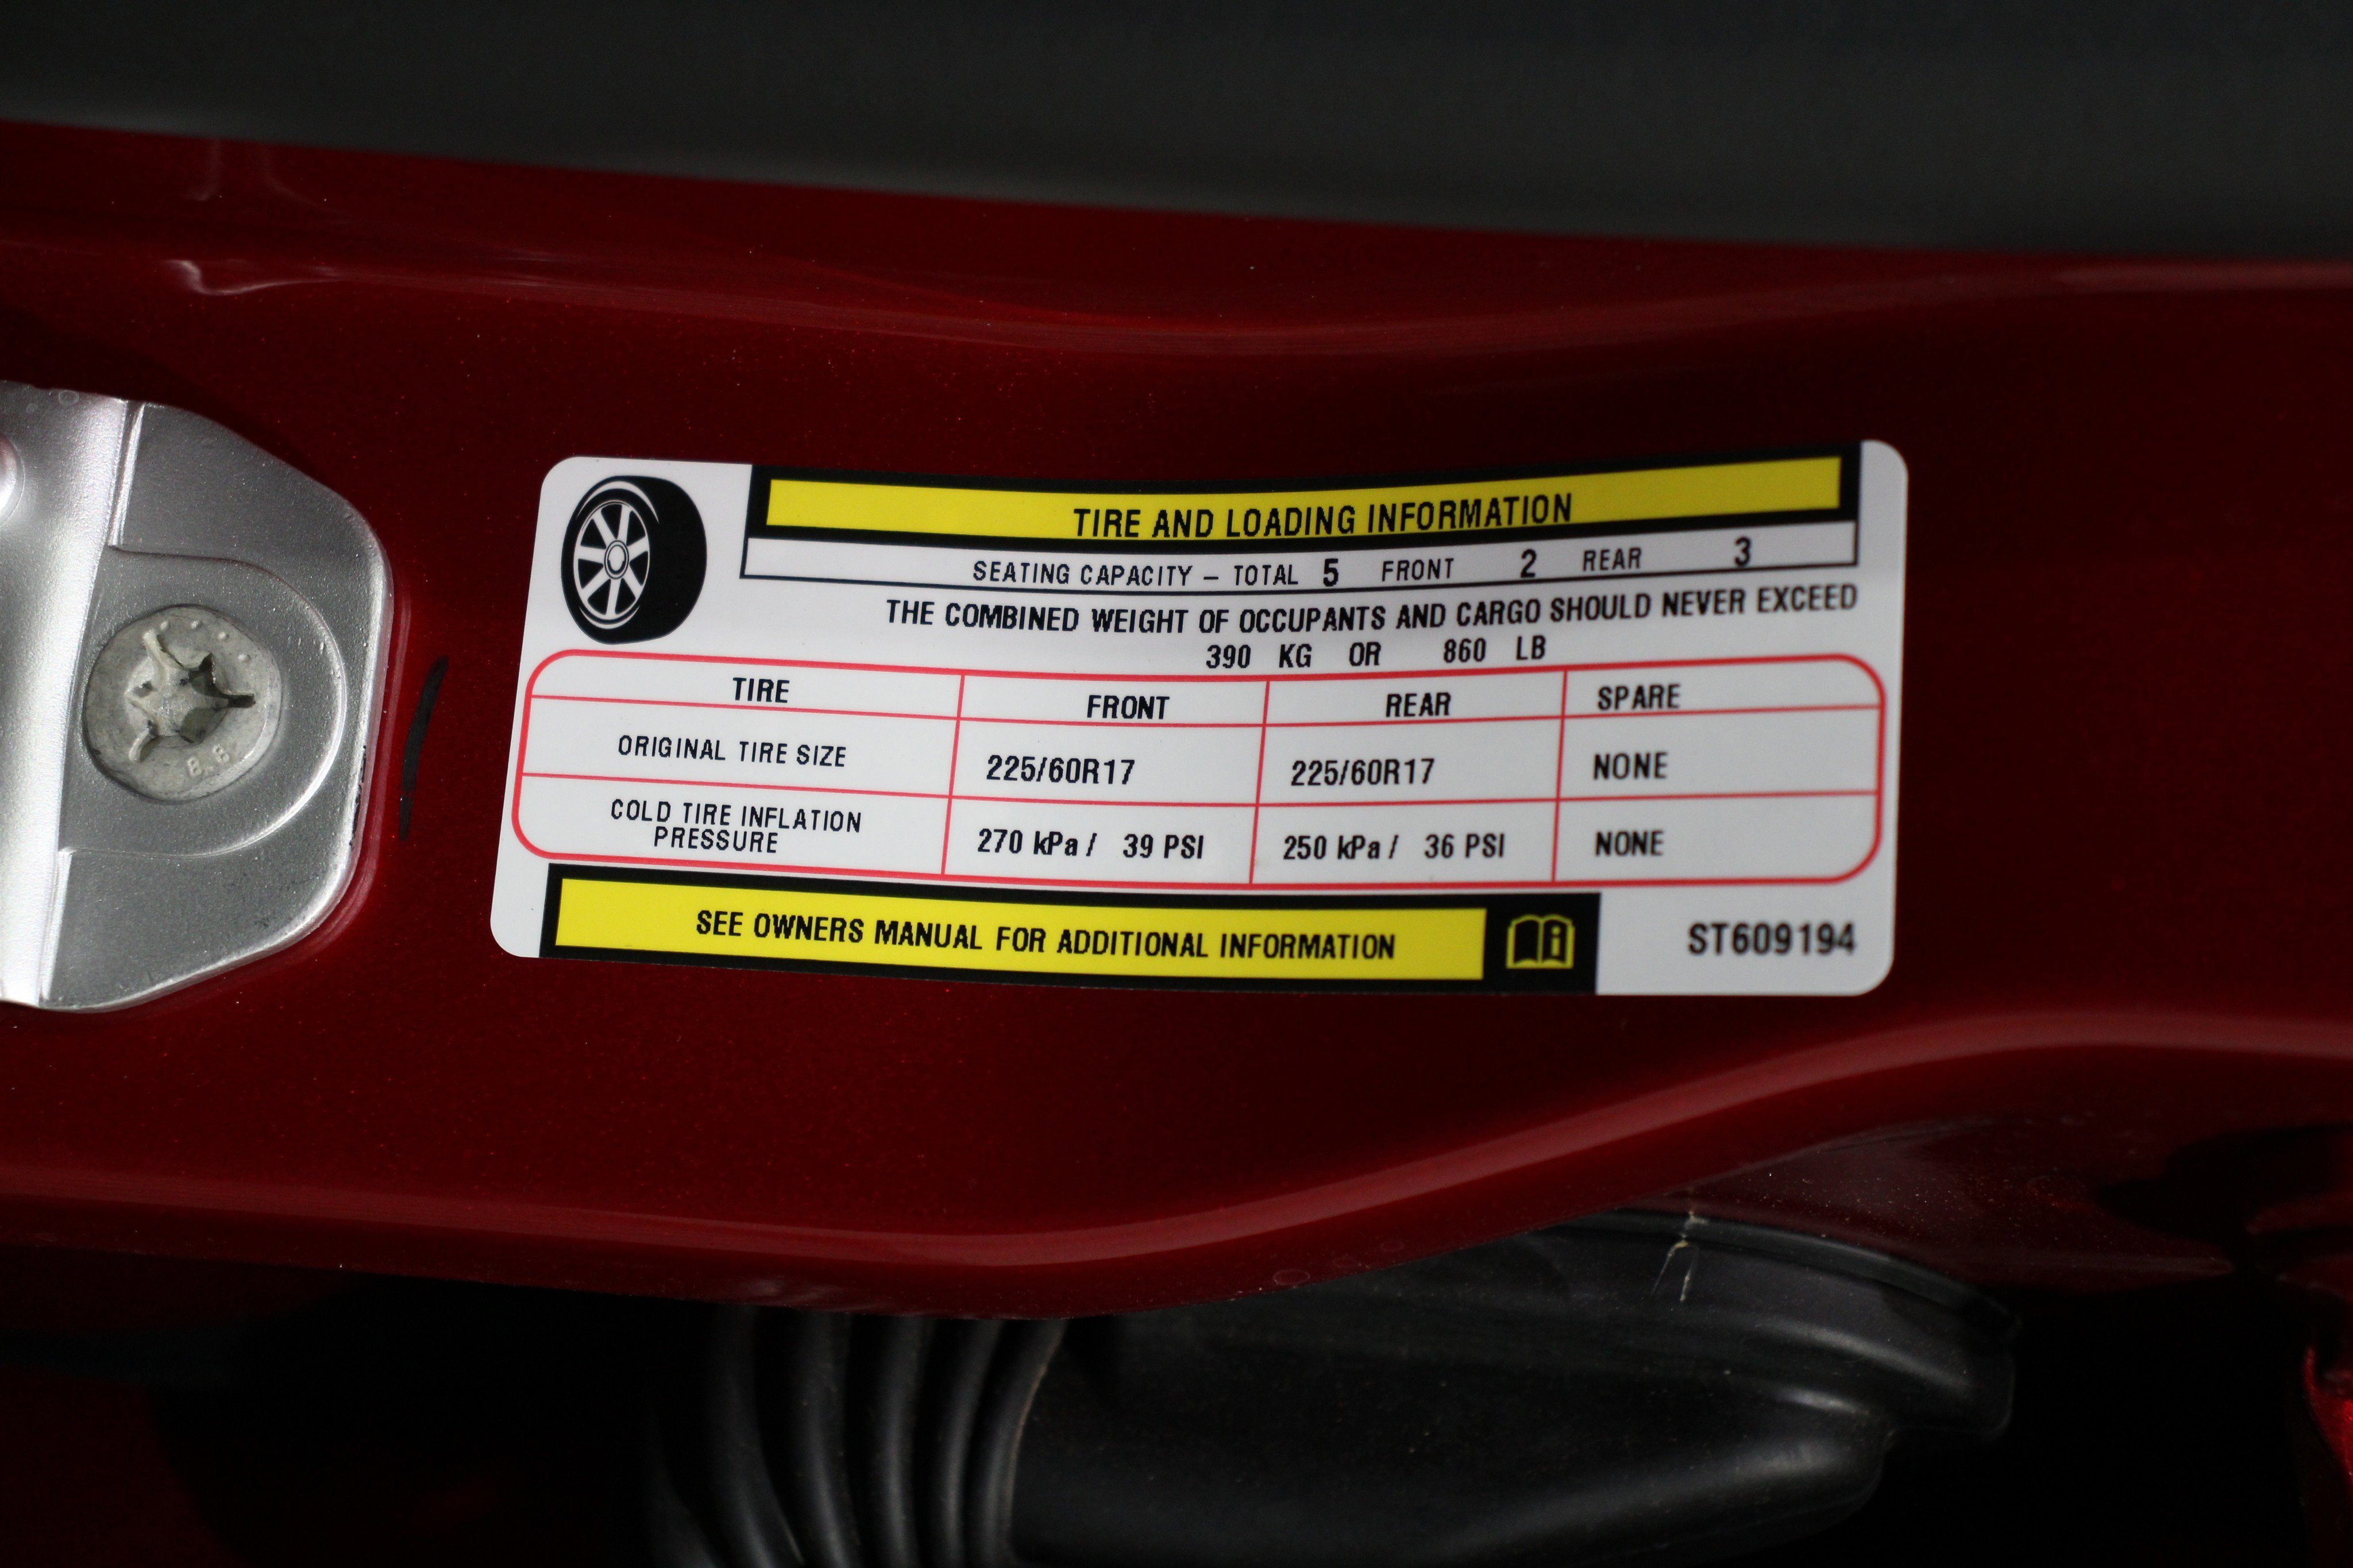 TIRE AND LOADING INFORMATION
SEATING CAPACITY – TOTAL 5 FRONT 2 REAR 3
THE COMBINED WEIGHT OF OCCUPANTS AND CARGO SHOULD NEVER EXCEED
390 KG OR 860 LB
TIRE FRONT REAR SPARE
ORIGINAL TIRE SIZE 225/60R17 225/60R17 NONE
COLD TIRE INFLATION
PRESSURE 270 kPa / 39 PSI 250 kPa / 36 PSI NONE
SEE OWNERS MANUAL FOR ADDITIONAL INFORMATION
ST609194
8.8